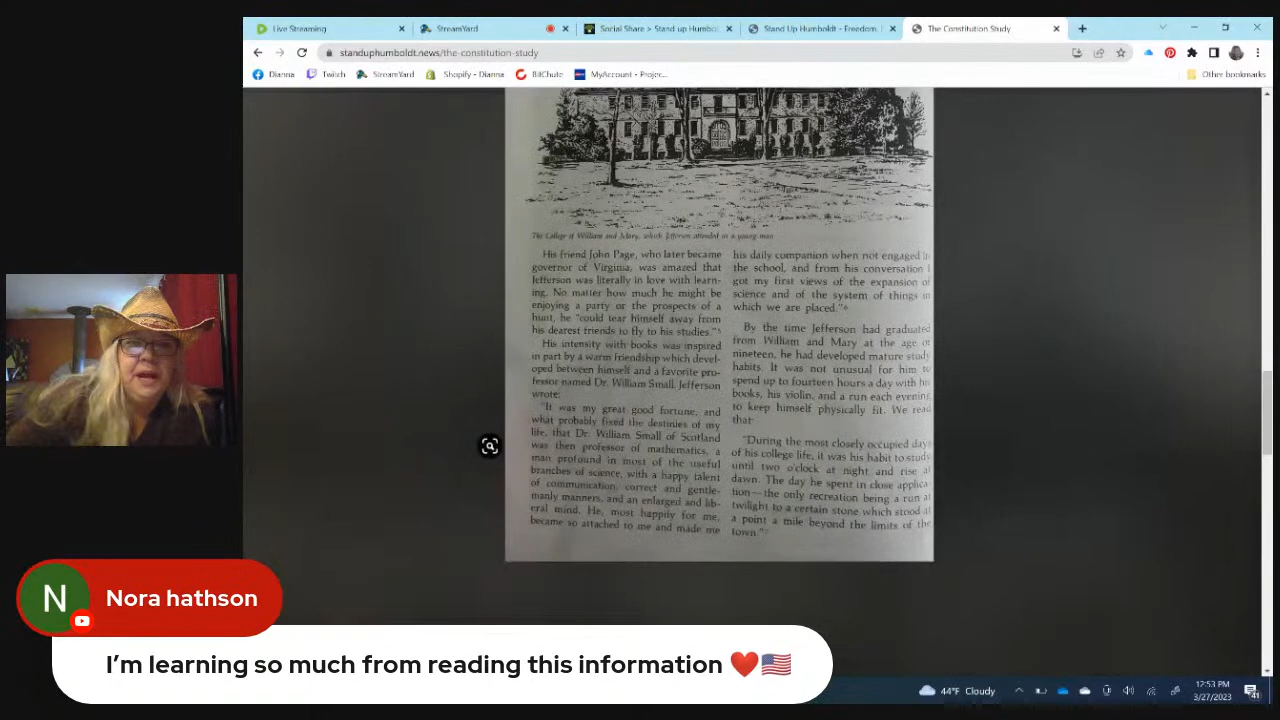 Live Streaming
StreamYard
Social Share > Stand up Humbo
Stand Up Humboldt - Freedom.
The Constitution Study
standuphumboldt.news/the-constitution-study
Dianna
Twitch
StreamYard
Shopify - Dianna
BitChute
MyAccount - Projec...
Other bookmarks
The College of William and Mary, which Jefferson attended as a young man
His friend John Page, who later became
governor of Virginia, was amazed that
Jefferson was literally in love with learn-
ing. No matter how much he might be
enjoying a party or the prospects of a
hunt, he "could tear himself away from
his dearest friends to fly to his studies."5
His intensity with books was inspired
in part by a warm friendship which devel-
oped between himself and a favorite pro-
fessor named Dr. William Small. Jefferson
wrote:
"It was my great good fortune, and
what probably fixed the destinies of my
life, that Dr. William Small of Scotland
was then professor of mathematics, a
man profound in most of the useful
branches of science, with a happy talent
of communication, correct and gentle-
manly manners, and an enlarged and lib-
eral mind. He, most happily for me,
became so attached to me and made me
his daily companion when not engaged in
the school, and from his conversation I
got my first views of the expansion of
science and of the system of things in
which we are placed."6
By the time Jefferson had graduated
from William and Mary at the age of
nineteen, he had developed mature study
habits. It was not unusual for him to
spend up to fourteen hours a day with his
books, his violin, and a run each evening
to keep himself physically fit. We read
that
"During the most closely occupied days
of his college life, it was his habit to study
until two o'clock at night and rise at
dawn. The day he spent in close applica-
tion—the only recreation being a run at
twilight to a certain stone which stood at
a point a mile beyond the limits of the
town."7
N
Nora hathson
I'm learning so much from reading this information ❤️🇺🇸
44°F Cloudy
12:53 PM
3/27/2023
41